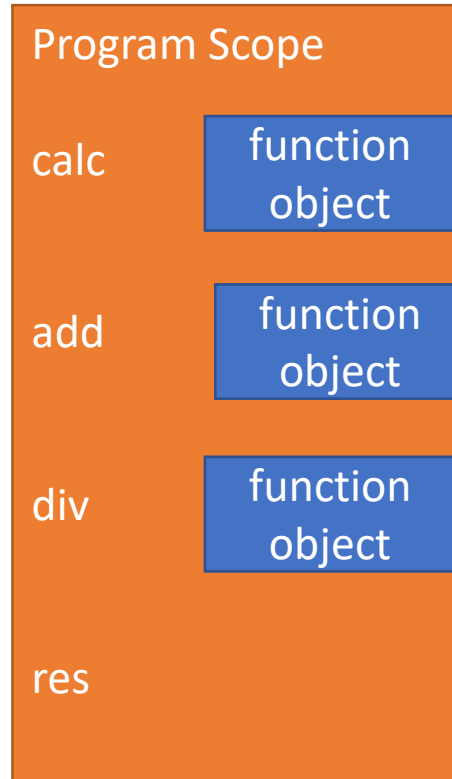 Program Scope
calc
function
object
add
function
object
div
function
object
res